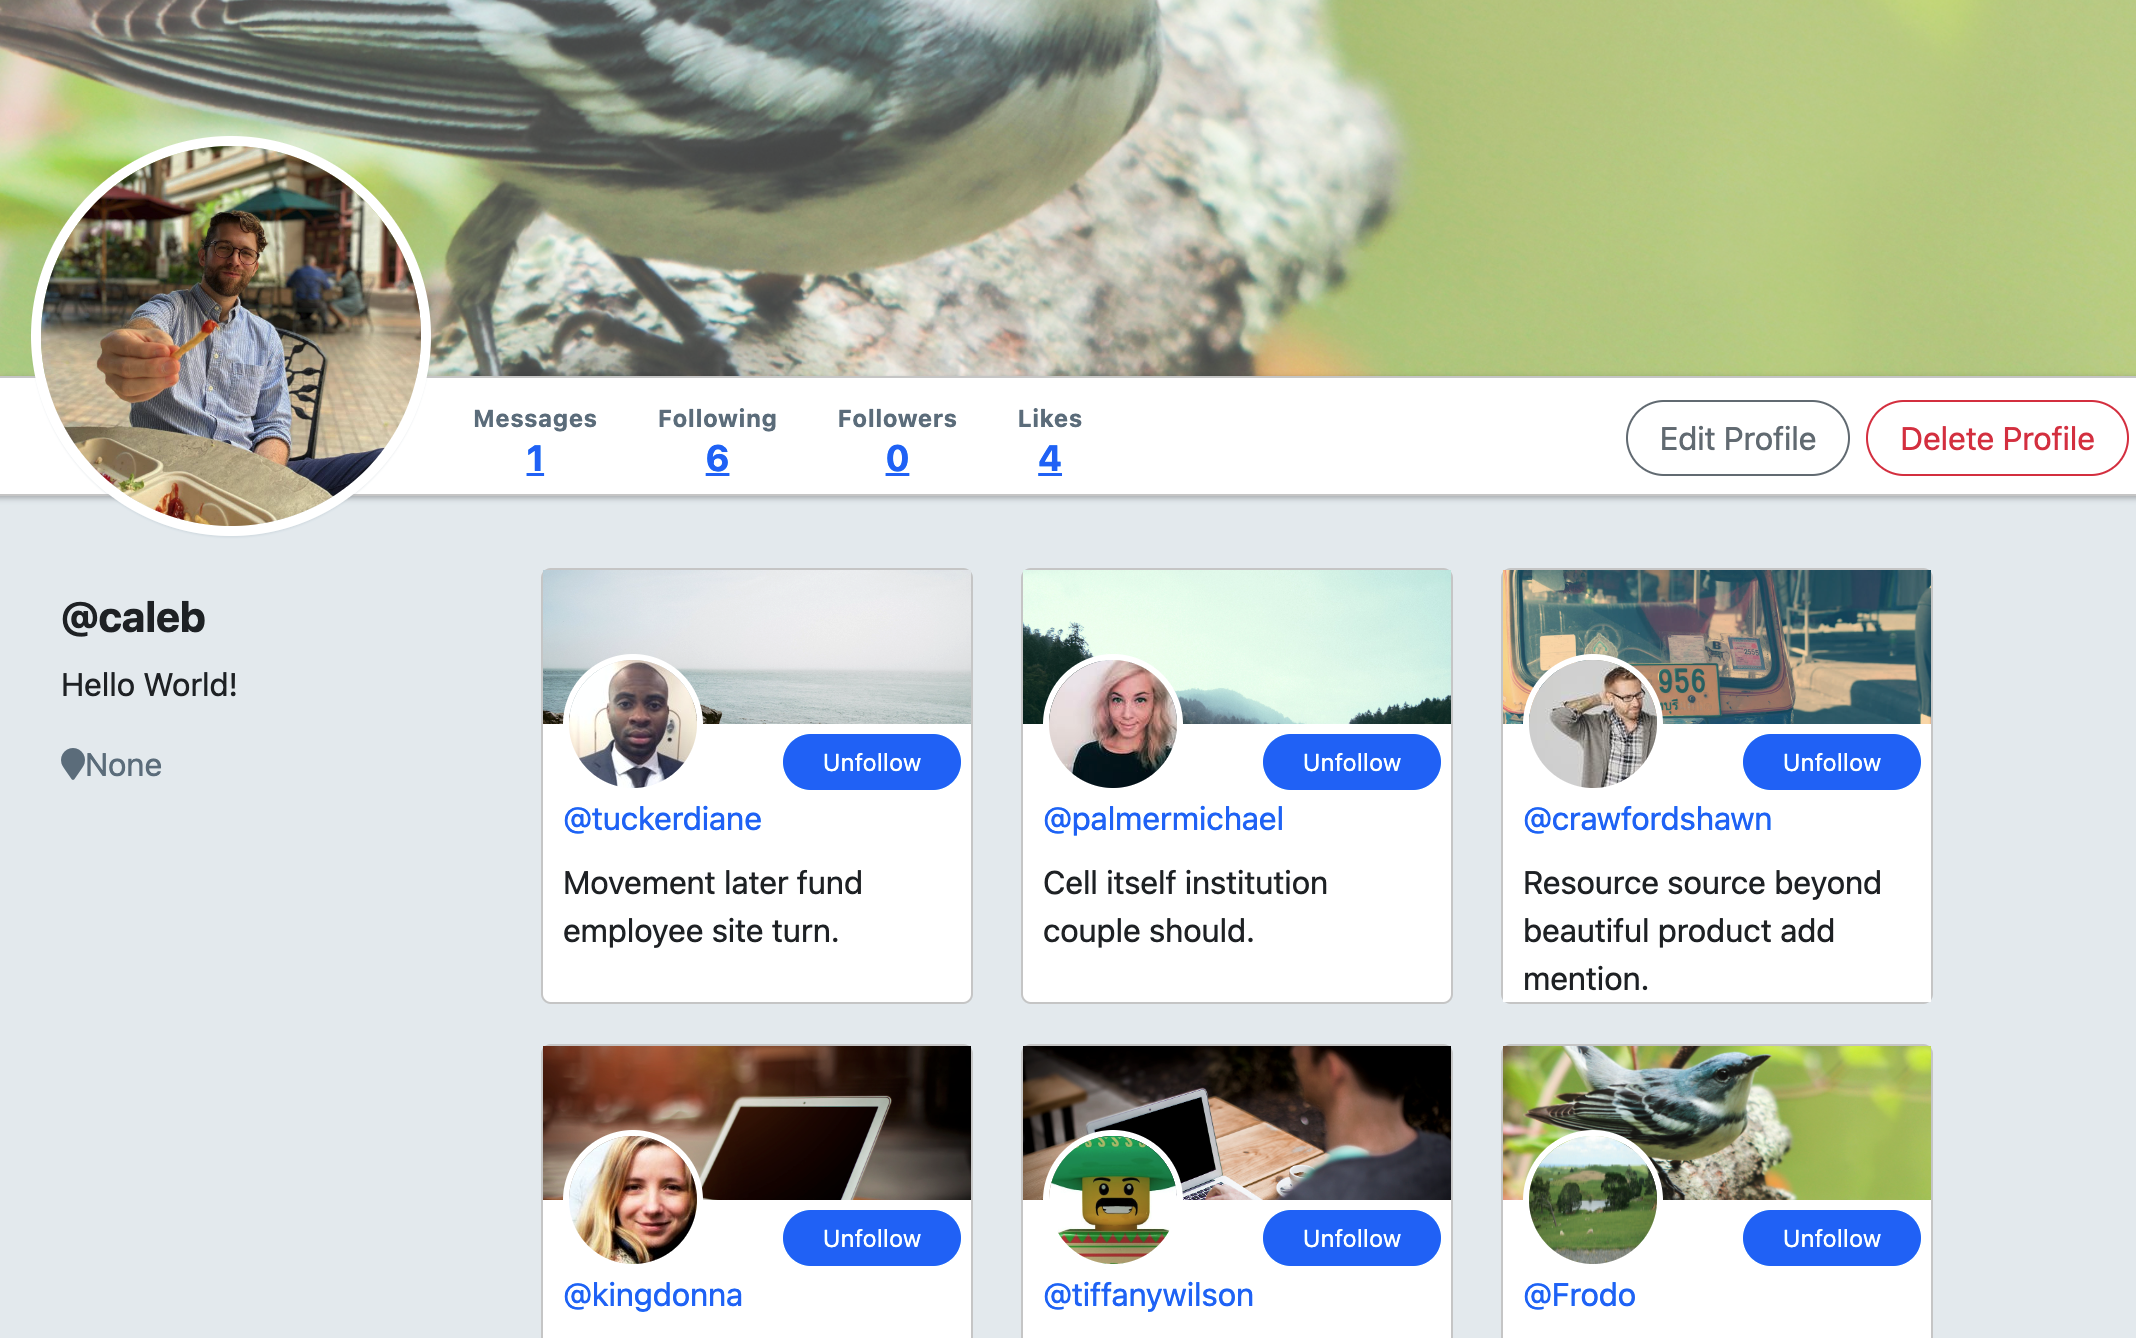 Messages Following Followers Likes
1 6 0 4
Edit Profile Delete Profile
@caleb
Hello World!
None
956
Unfollow Unfollow Unfollow
@tuckerdiane @palmermichael @crawfordshawn
Movement later fund
employee site turn.
Cell itself institution
couple should.
Resource source beyond
beautiful product add
mention.
Unfollow Unfollow Unfollow
@kingdonna @tiffanywilson @Frodo